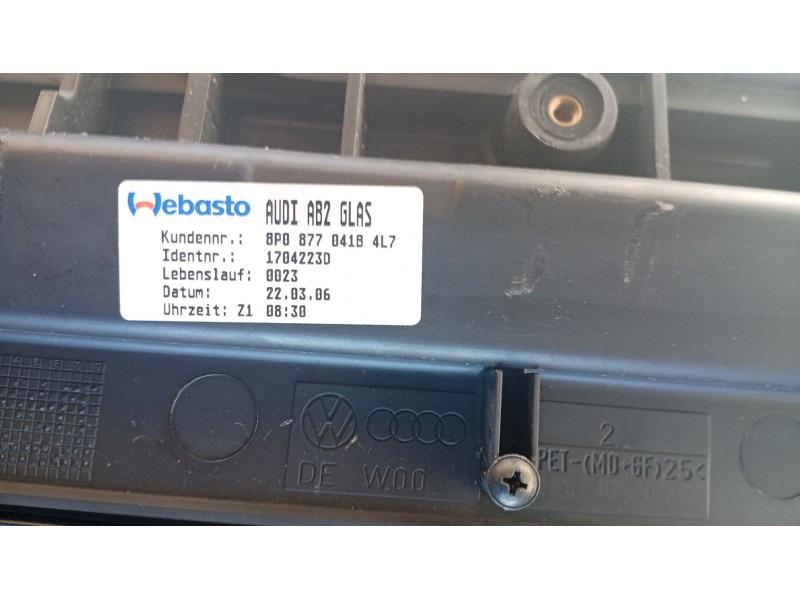 Webasto AUDI AB2 GLAS
Kundennr.: 8P0 877 041B 4L7
Identnr.: 1704223D
Lebenslauf: 0023
Datum: 22.03.06
Uhrzeit: Z1 08:30
2
DE W00
PET-(MD-GF)25<